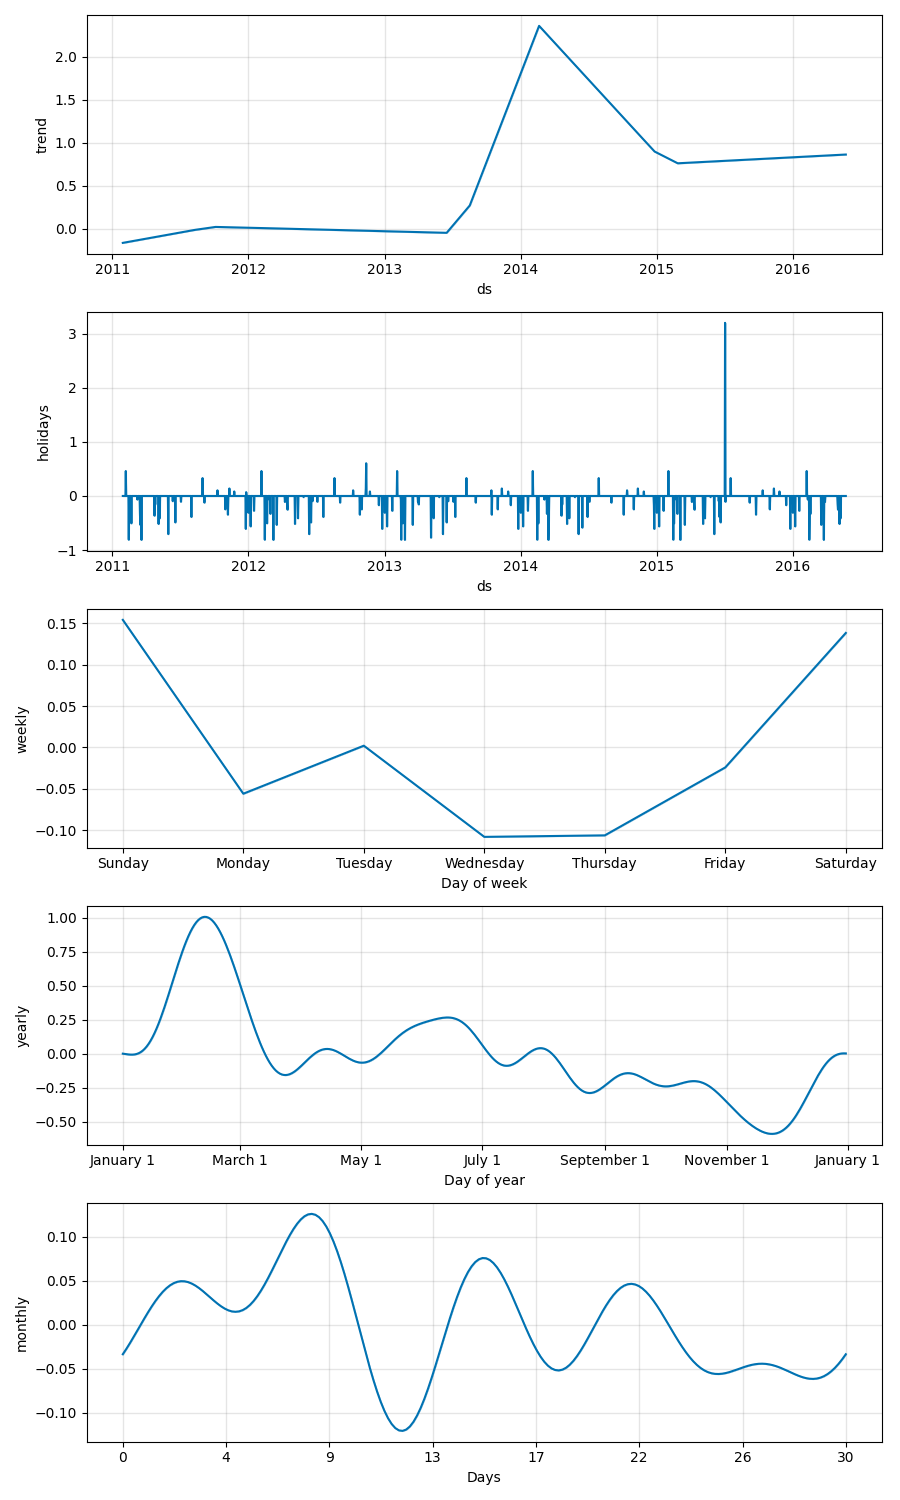 trend
2.0
1.5
1.0
0.5
0.0
2011 2012 2013 2014 2015 2016
ds
holidays
3
2
1
0
−1
2011 2012 2013 2014 2015 2016
ds
weekly
0.15
0.10
0.05
0.00
−0.05
−0.10
Sunday Monday Tuesday Wednesday Thursday Friday Saturday
Day of week
yearly
1.00
0.75
0.50
0.25
0.00
−0.25
−0.50
January 1 March 1 May 1 July 1 September 1 November 1 January 1
Day of year
monthly
0.10
0.05
0.00
−0.05
−0.10
0 4 9 13 17 22 26 30
Days